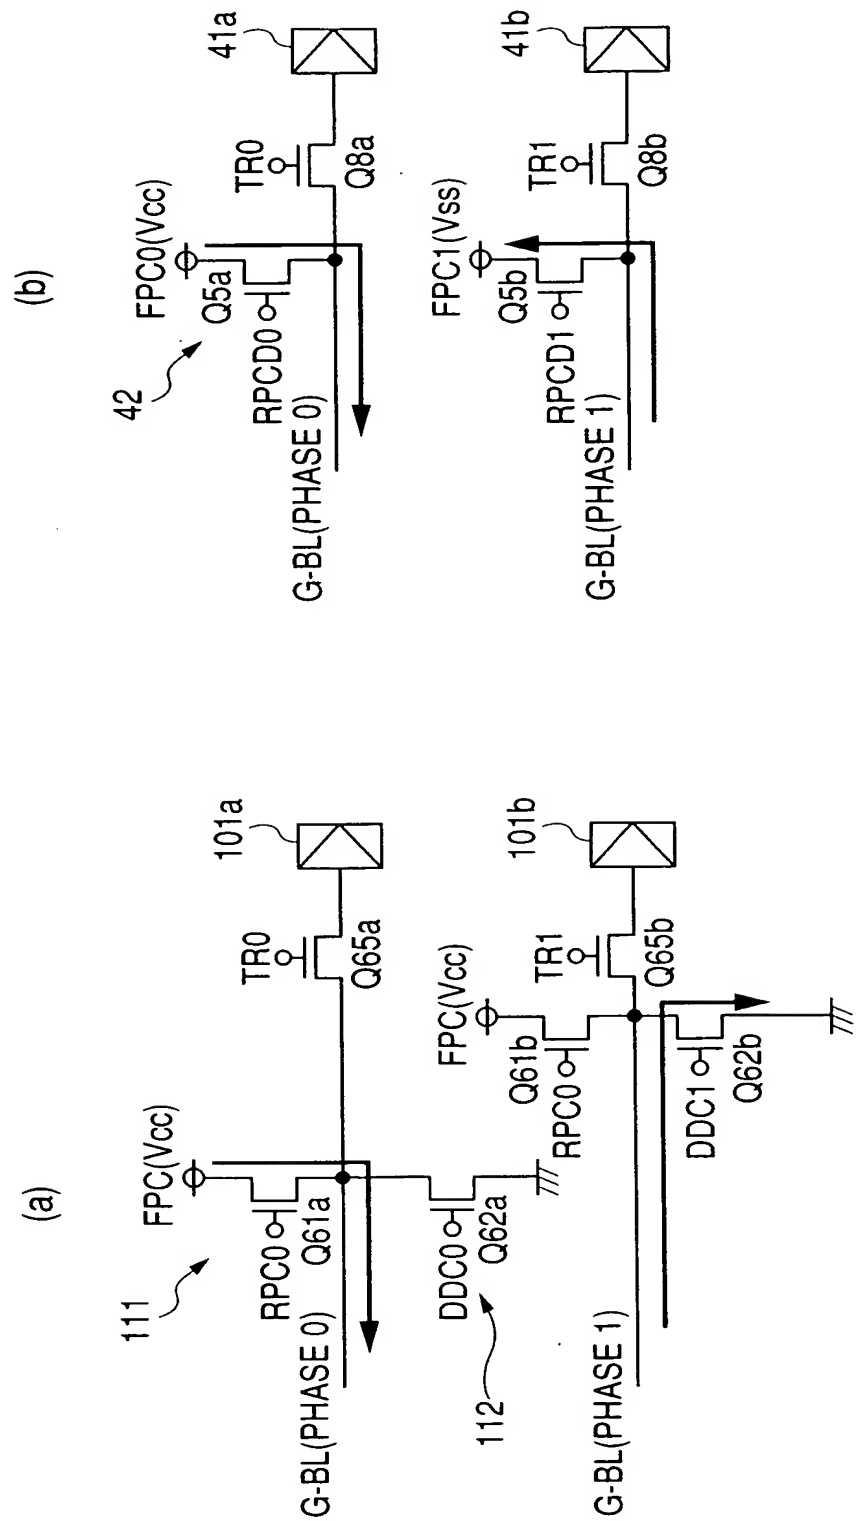 (a)
111
FPC(Vcc)
RPC0
Q61a
G-BL(PHASE 0)
TR0
Q65a
101a
DDC0
Q62a
112
FPC(Vcc)
Q61b
RPC0
G-BL(PHASE 1)
TR1
Q65b
101b
DDC1
Q62b
(b)
42
FPC0(Vcc)
Q5a
RPCD0
G-BL(PHASE 0)
TR0
Q8a
41a
FPC1(Vss)
Q5b
RPCD1
G-BL(PHASE 1)
TR1
Q8b
41b